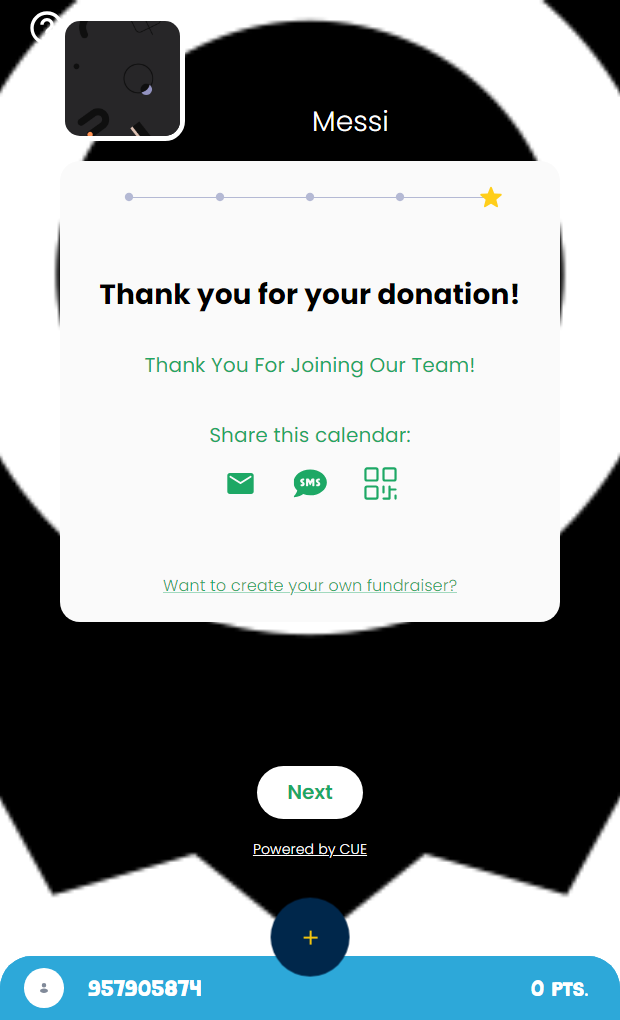 Messi
Thank you for your donation!
Thank You For Joining Our Team!
Share this calendar:
SMS
Want to create your own fundraiser?
Next
Powered by CUE
+
957905874
0 PTS.